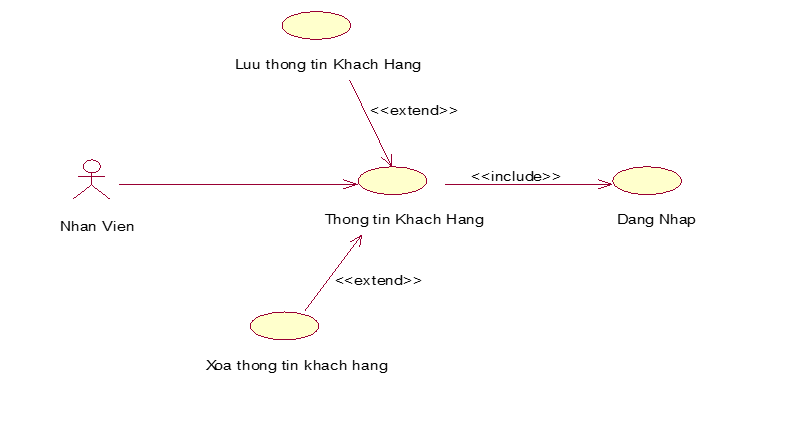 Luu thong tin Khach Hang
<<extend>>
<<include>>
Thong tin Khach Hang
Dang Nhap
Nhan Vien
<<extend>>
Xoa thong tin khach hang